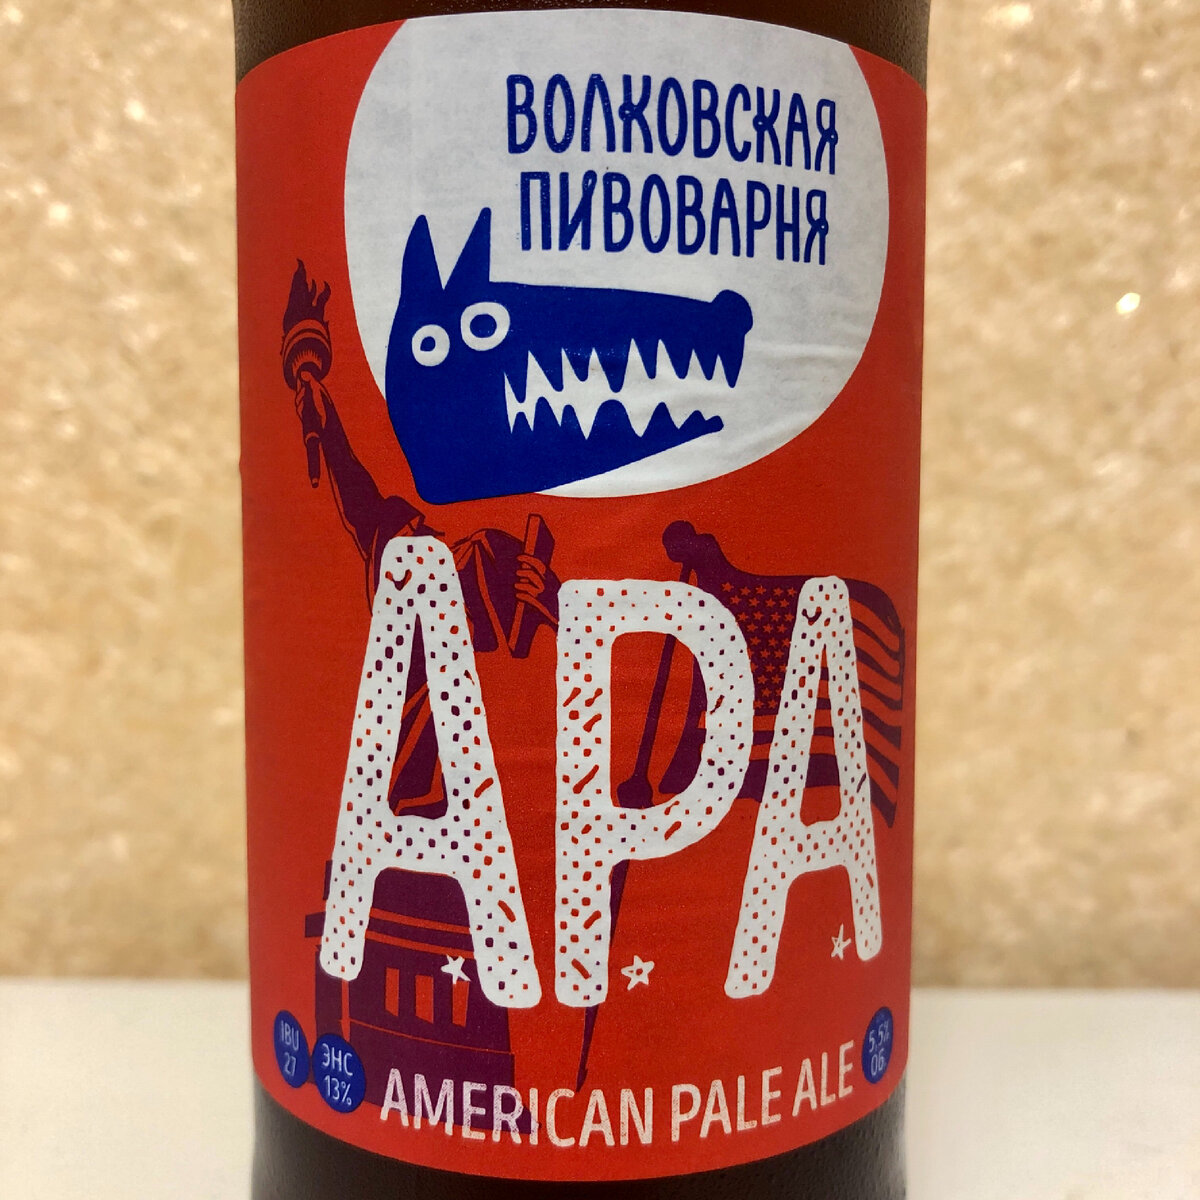 ВОЛКОВСКАЯ
ПИВОВАРНЯ
APA
IBU
27
ЭНС
13%
AMERICAN PALE ALE
5,5%
ОБ.